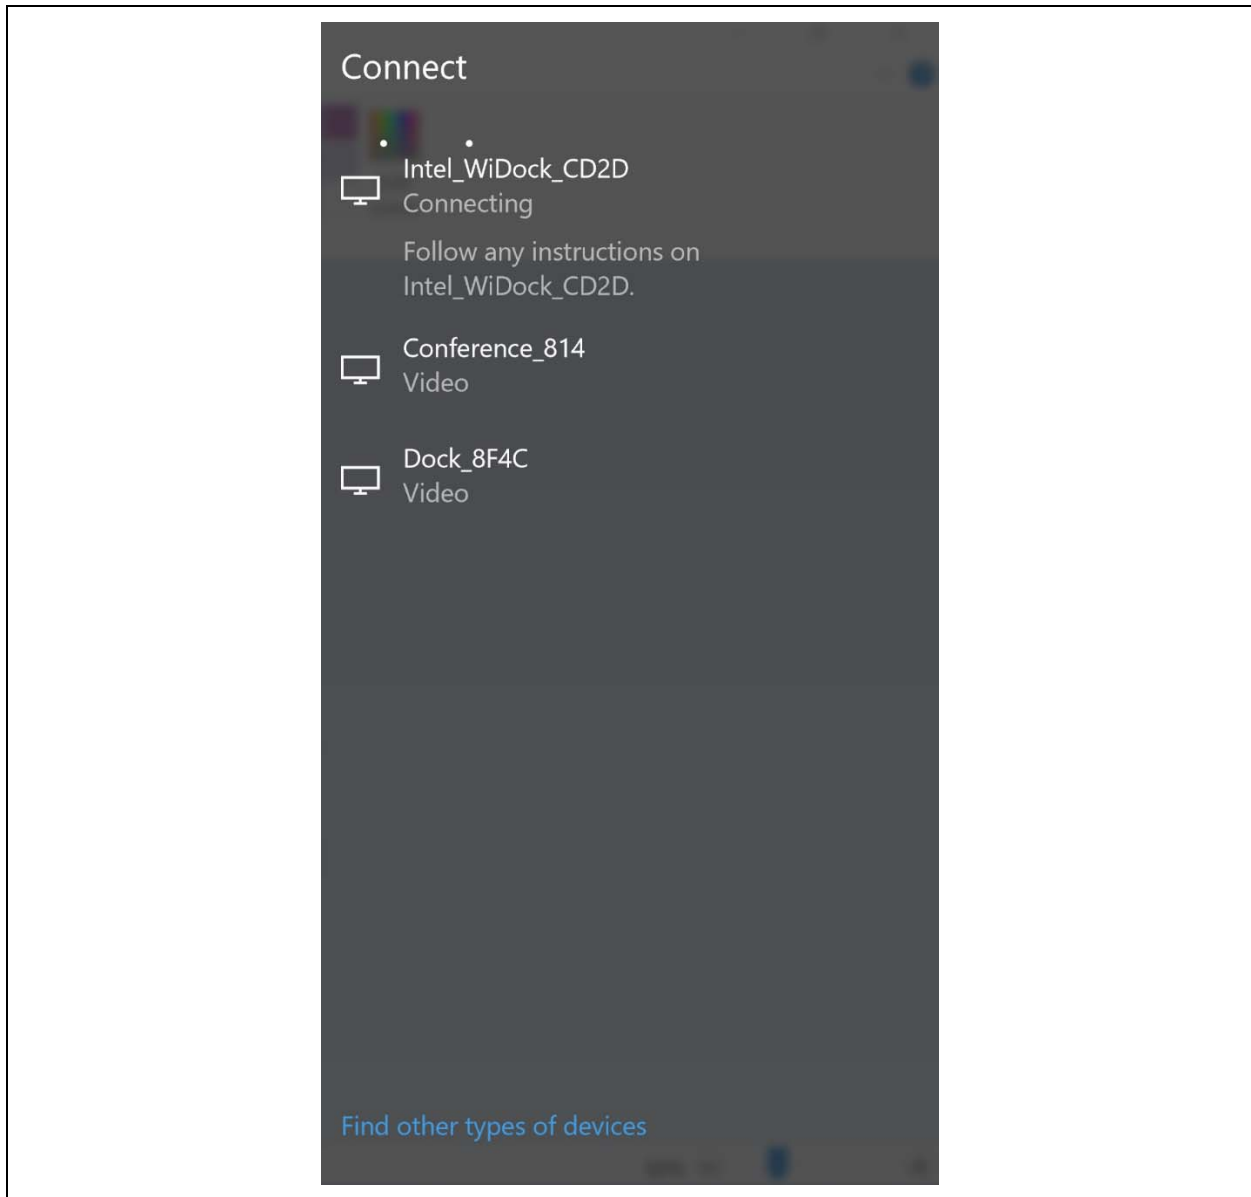 Connect
Intel_WiDock_CD2D
Connecting
Follow any instructions on
Intel_WiDock_CD2D.
Conference_814
Video
Dock_8F4C
Video
Find other types of devices